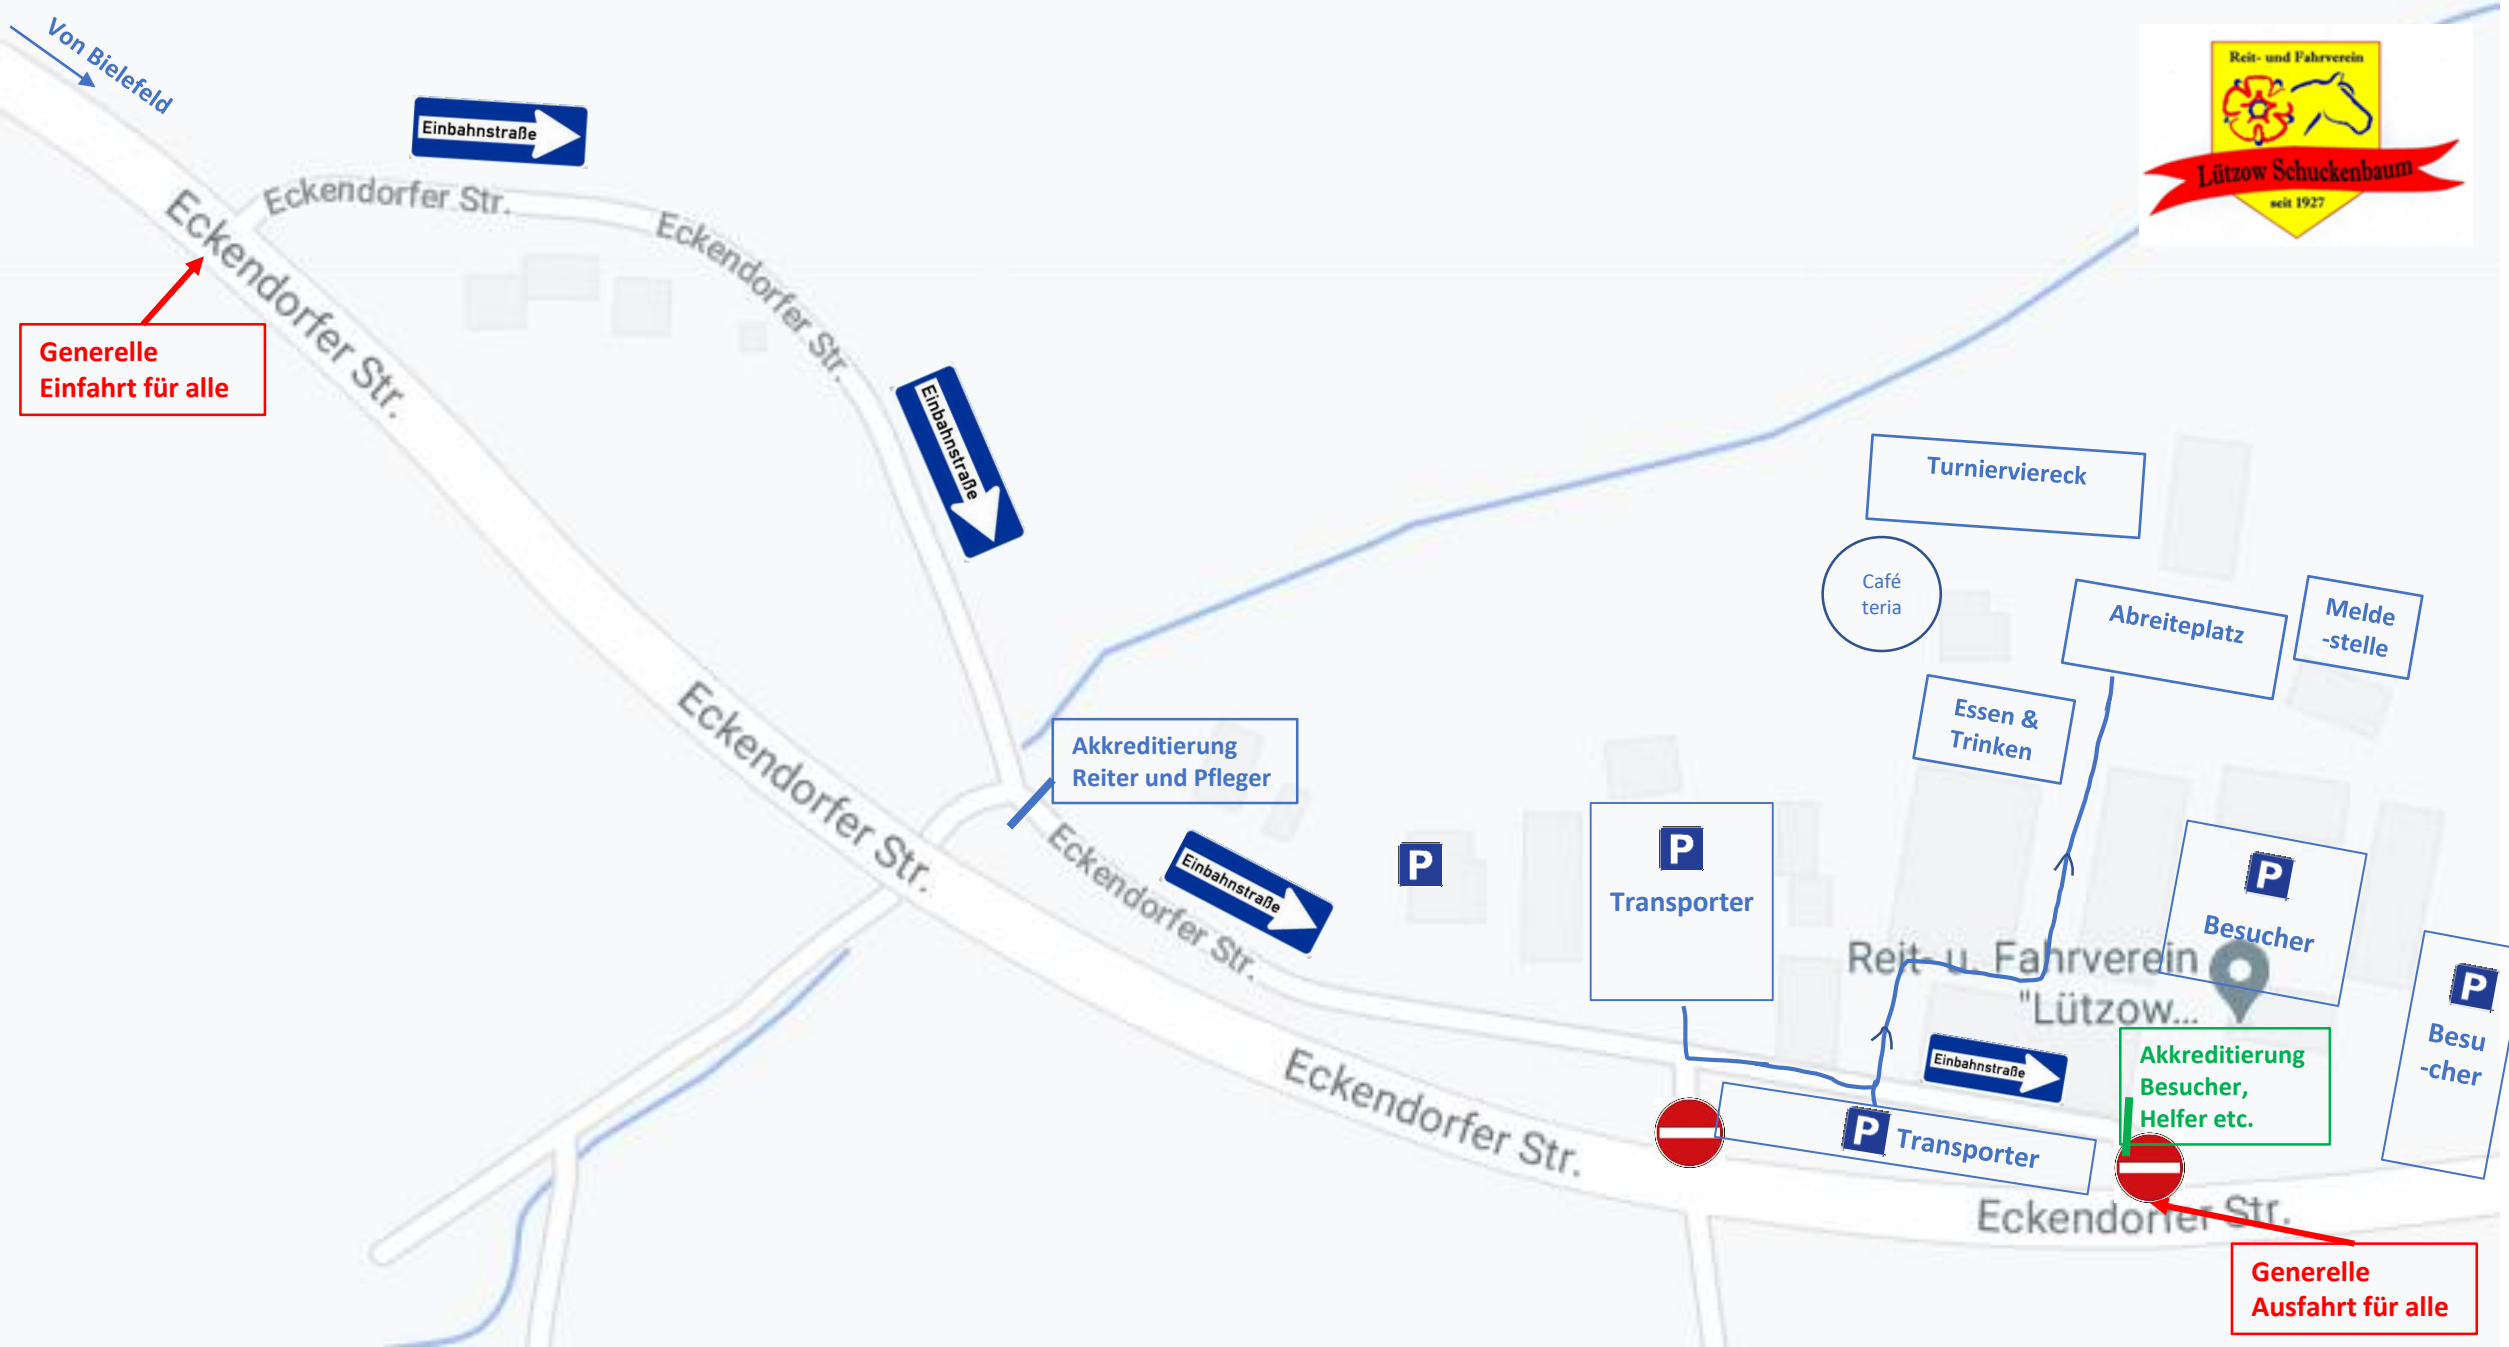 Von Bielefeld
Reit- und Fahrverein
Lützow Schuckenbaum
seit 1927
Einbahnstraße
Eckendorfer Str.
Eckendorfer Str.
Eckendorfer Str.
Generelle
Einfahrt für alle
Einbahnstraße
Turnierviereck
Café
teria
Abreiteplatz
Melde
-stelle
Essen &
Trinken
Eckendorfer Str.
Akkreditierung
Reiter und Pfleger
Eckendorfer Str.
Einbahnstraße
P
P
Transporter
P
Besucher
Reit- u. Fahrverein
"Lützow...
P
Besu
-cher
Einbahnstraße
Akkreditierung
Besucher,
Helfer etc.
Eckendorfer Str.
P Transporter
Eckendorfer Str.
Generelle
Ausfahrt für alle